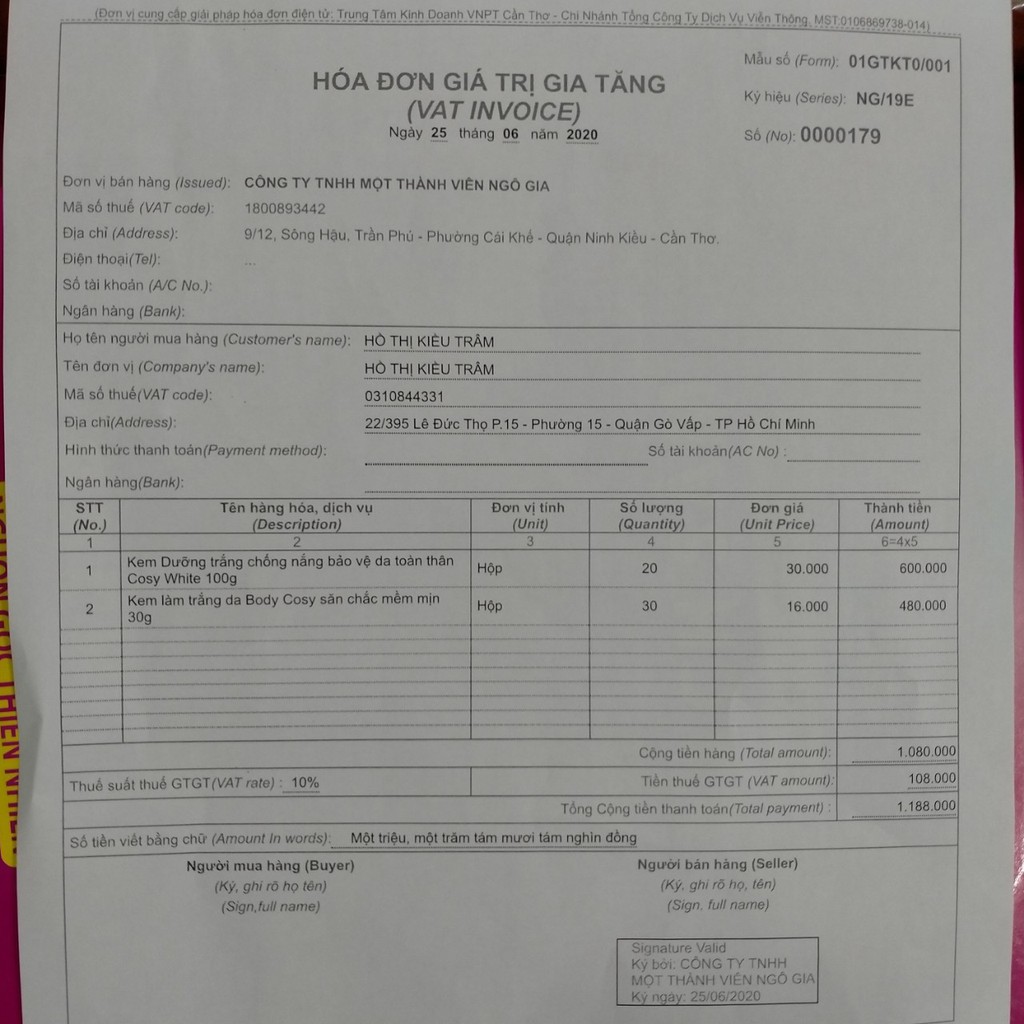 (Đơn vị cung cấp giải pháp hóa đơn điện tử: Trung Tâm Kinh Doanh VNPT Cần Thơ - Chi Nhánh Tổng Công Ty Dịch Vụ Viễn Thông, MST:0106869738-014)
HÓA ĐƠN GIÁ TRỊ GIA TĂNG
(VAT INVOICE)
Ngày 25 tháng 06 năm 2020
Mẫu số (Form): 01GTKT0/001
Ký hiệu (Series): NG/19E
Số (No): 0000179
Đơn vị bán hàng (Issued): CÔNG TY TNHH MỘT THÀNH VIÊN NGÔ GIA
Mã số thuế (VAT code): 1800893442
Địa chỉ (Address): 9/12, Sông Hậu, Trần Phú - Phường Cái Khế - Quận Ninh Kiều - Cần Thơ.
Điện thoại(Tel): ...
Số tài khoản (A/C No.):
Ngân hàng (Bank):
Họ tên người mua hàng (Customer's name): HỒ THỊ KIỀU TRÂM
Tên đơn vị (Company's name): HỒ THỊ KIỀU TRÂM
Mã số thuế(VAT code): 0310844331
Địa chỉ(Address): 22/395 Lê Đức Thọ P.15 - Phường 15 - Quận Gò Vấp - TP Hồ Chí Minh
Hình thức thanh toán(Payment method): Số tài khoản(AC No) :
Ngân hàng(Bank):
STT Tên hàng hóa, dịch vụ Đơn vị tính Số lượng Đơn giá Thành tiền
(No.) (Description) (Unit) (Quantity) (Unit Price) (Amount)
1 2 3 4 5 6=4x5
1 Kem Dưỡng trắng chống nắng bảo vệ da toàn thân Hộp 20 30.000 600.000
Cosy White 100g
2 Kem làm trắng da Body Cosy săn chắc mềm mịn Hộp 30 16.000 480.000
30g
Cộng tiền hàng (Total amount): 1.080.000
Thuế suất thuế GTGT(VAT rate) : 10% Tiền thuế GTGT (VAT amount): 108.000
Tổng Cộng tiền thanh toán(Total payment) : 1.188.000
Số tiền viết bằng chữ (Amount In words): Một triệu, một trăm tám mươi tám nghìn đồng
Người mua hàng (Buyer) Người bán hàng (Seller)
(Ký, ghi rõ họ tên) (Ký, ghi rõ họ, tên)
(Sign,full name) (Sign. full name)
Signature Valid
Ký bởi: CÔNG TY TNHH
MỘT THÀNH VIÊN NGÔ GIA
Ký ngày: 25/06/2020